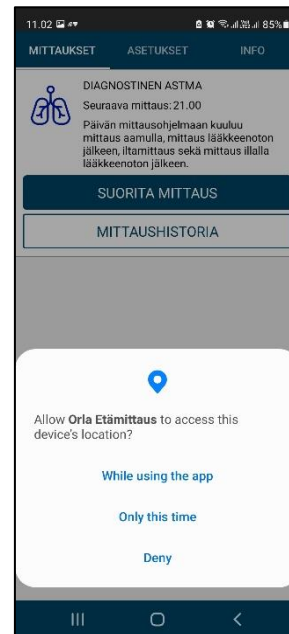 11.02
85%
MITTAUKSET ASETUKSET INFO
DIAGNOSTINEN ASTMA
Seuraava mittaus: 21.00
Päivän mittausohjelmaan kuuluu
mittaus aamulla, mittaus lääkkeenoton
jälkeen, iltamittaus sekä mittaus illalla
lääkkeenoton jälkeen.
SUORITA MITTAUS
MITTAUSHISTORIA
Allow Orla Etämittaus to access this
device's location?
While using the app
Only this time
Deny